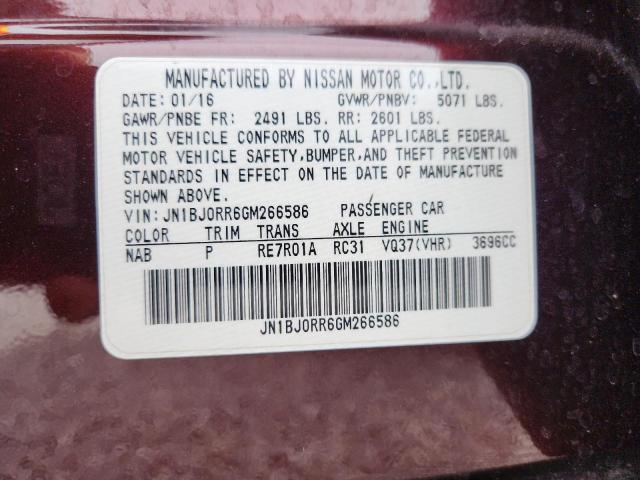 MANUFACTURED BY NISSAN MOTOR CO.,LTD.
DATE: 01/16 GVWR/PNBV: 5071 LBS.
GAWR/PNBE FR: 2491 LBS. RR: 2601 LBS.
THIS VEHICLE CONFORMS TO ALL APPLICABLE FEDERAL
MOTOR VEHICLE SAFETY,BUMPER,AND THEFT PREVENTION
STANDARDS IN EFFECT ON THE DATE OF MANUFACTURE
SHOWN ABOVE.
VIN: JN1BJ0RR6GM266586 PASSENGER CAR
COLOR TRIM TRANS AXLE ENGINE
NAB P RE7R01A RC31 VQ37(VHR) 3696CC
JN1BJ0RR6GM266586